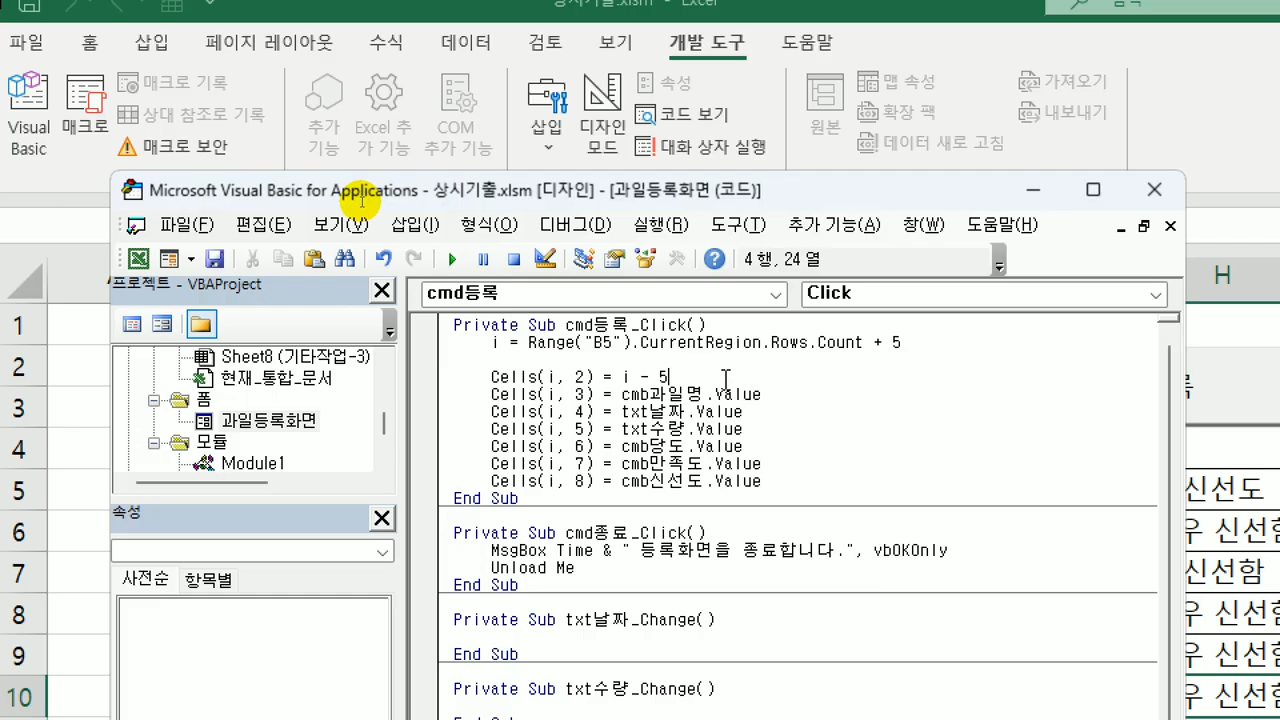 상시기출.xlsm - Excel
파일 홈 삽입 페이지 레이아웃 수식 데이터 검토 보기 개발 도구 도움말
Visual Basic
매크로
매크로 기록
상대 참조로 기록
매크로 보안
추가 기능
Excel 추가 기능
COM 추가 기능
삽입
디자인 모드
속성
코드 보기
대화 상자 실행
원본
맵 속성
확장 팩
데이터 새로 고침
가져오기
내보내기
Microsoft Visual Basic for Applications - 상시기출.xlsm [디자인] - [과일등록화면 (코드)]
파일(F) 편집(E) 보기(V) 삽입(I) 형식(O) 디버그(D) 실행(R) 도구(T) 추가 기능(A) 창(W) 도움말(H)
4 행, 24 열
프로젝트 - VBAProject
Sheet8 (기타작업-3)
현재_통합_문서
폼
과일등록화면
모듈
Module1
속성
사전순 항목별
cmd등록 Click
Private Sub cmd등록_Click()
i = Range("B5").CurrentRegion.Rows.Count + 5
Cells(i, 2) = i - 5
Cells(i, 3) = cmb과일명.Value
Cells(i, 4) = txt날짜.Value
Cells(i, 5) = txt수량.Value
Cells(i, 6) = cmb당도.Value
Cells(i, 7) = cmb만족도.Value
Cells(i, 8) = cmb신선도.Value
End Sub
Private Sub cmd종료_Click()
MsgBox Time & " 등록화면을 종료합니다.", vbOKOnly
Unload Me
End Sub
Private Sub txt날짜_Change()
End Sub
Private Sub txt수량_Change()
H
1
2
3
4
5 신선도
6 우 신선함
7 신선함
8 우 신선함
9 우 신선함
10 우 신선함